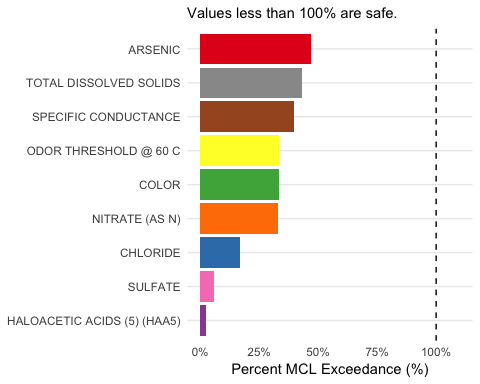 Values less than 100% are safe.
ARSENIC
TOTAL DISSOLVED SOLIDS
SPECIFIC CONDUCTANCE
ODOR THRESHOLD @ 60 C
COLOR
NITRATE (AS N)
CHLORIDE
SULFATE
HALOACETIC ACIDS (5) (HAA5)
0% 25% 50% 75% 100%
Percent MCL Exceedance (%)